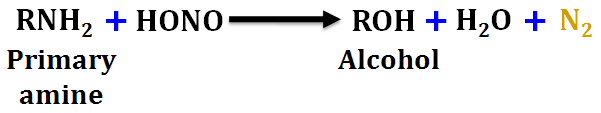 RNH₂ + HONO ⟶ ROH + H₂O + N₂
Primary Alcohol
amine